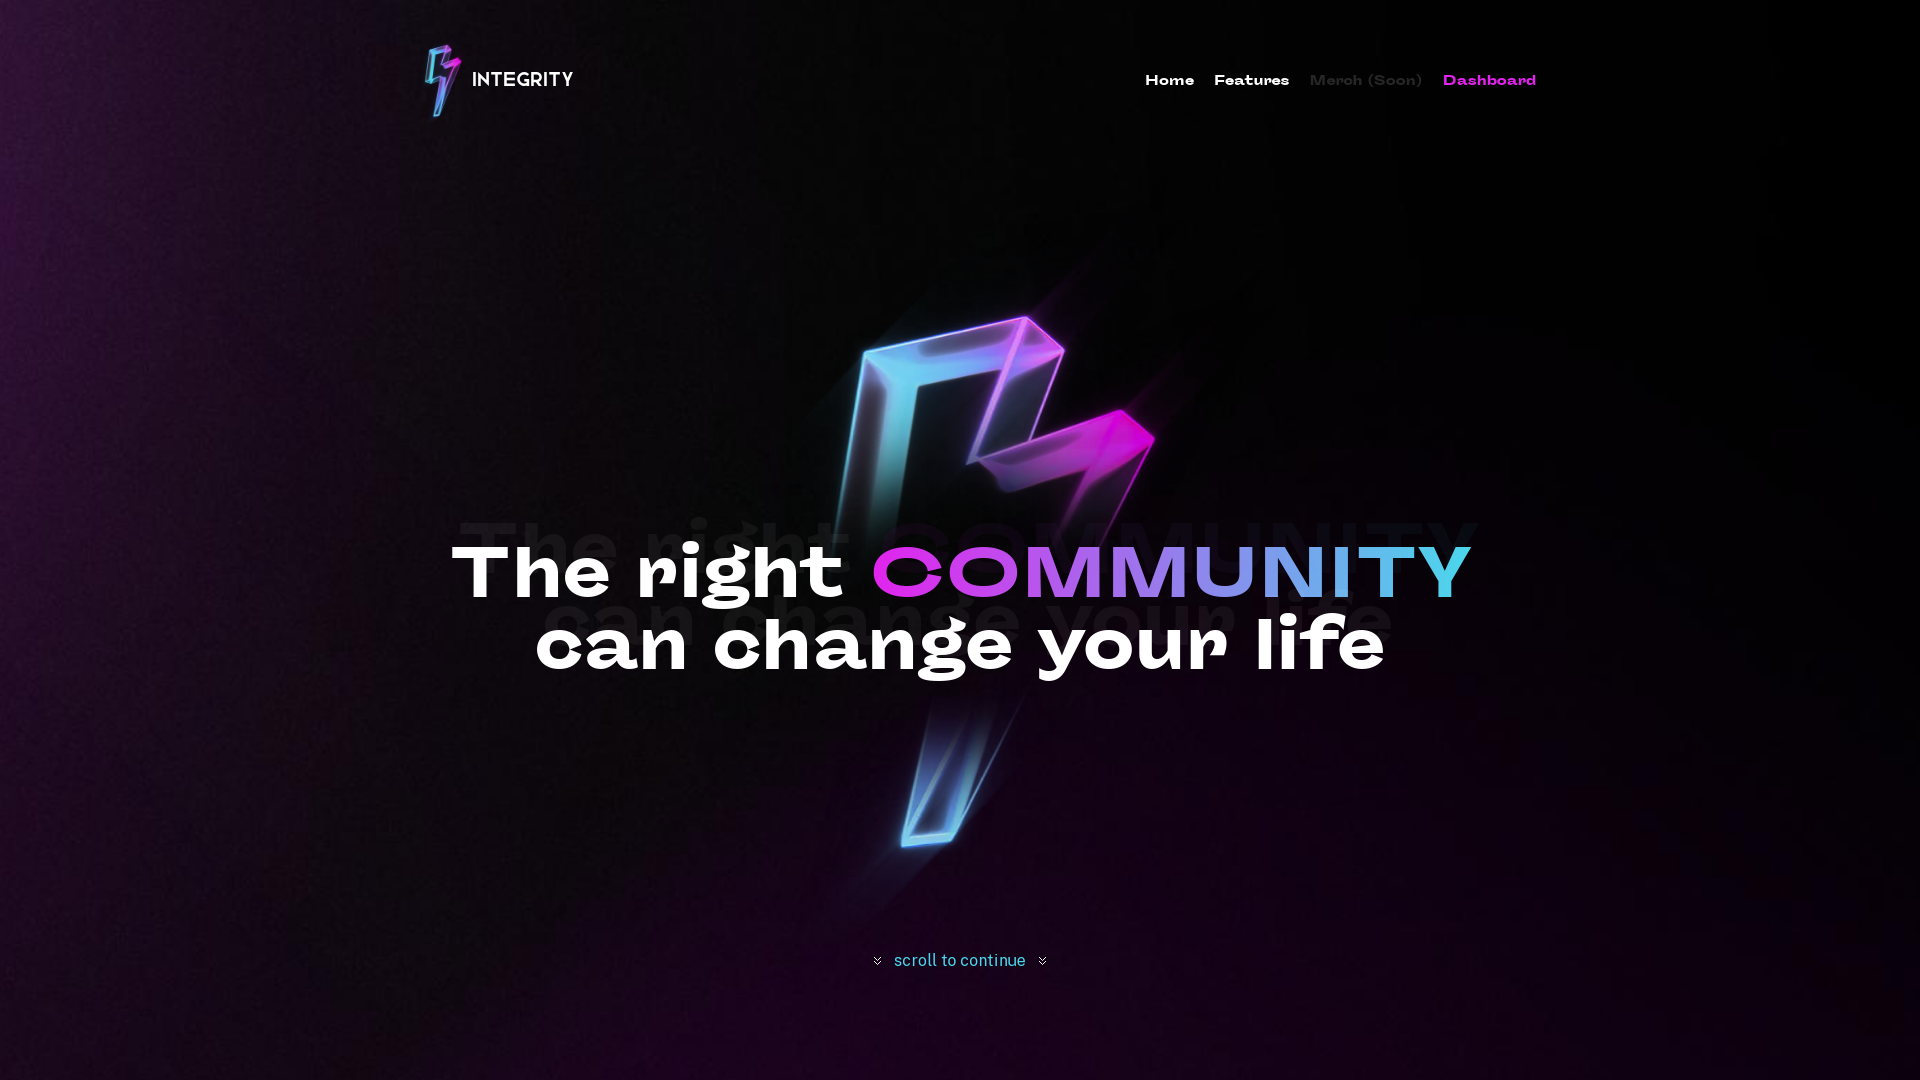 INTEGRITY
Home Features Merch (Soon) Dashboard
The right COMMUNITY
can change your life
scroll to continue